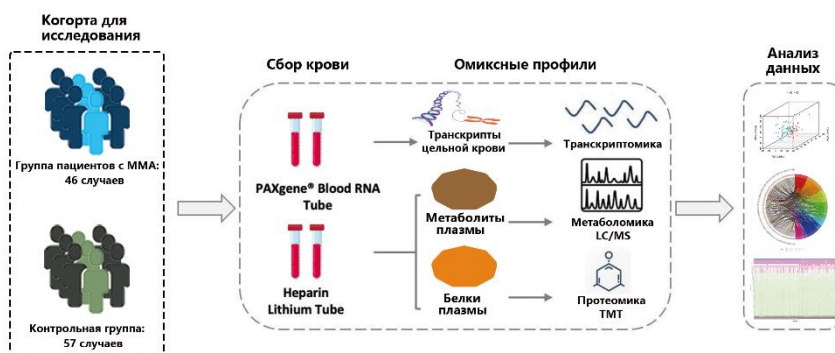 Когорта для
исследования
Группа пациентов с ММА:
46 случаев
Контрольная группа:
57 случаев
Сбор крови
PAXgene® Blood RNA
Tube
Heparin
Lithium Tube
Омиксные профили
Транскрипты
цельной крови
Транскриптомика
Метаболиты
плазмы
Метаболомика
LC/MS
Белки
плазмы
Протеомика
TMT
Анализ
данных